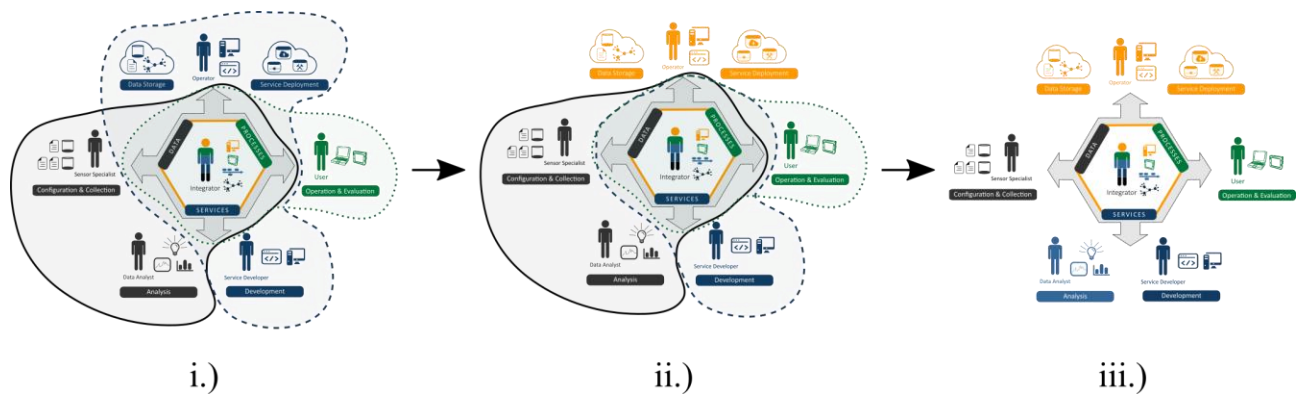 Operator
Data Storage
Service Deployment
DATA
PROCESSES
Sensor Specialist
Configuration & Collection
Integrator
User
Operation & Evaluation
SERVICES
Data Analyst
Service Developer
Analysis
Development
i.)
Operator
Data Storage
Service Deployment
DATA
PROCESSES
Sensor Specialist
Configuration & Collection
Integrator
User
Operation & Evaluation
SERVICES
Data Analyst
Service Developer
Analysis
Development
ii.)
Operator
Data Storage
Service Deployment
DATA
PROCESSES
Sensor Specialist
Configuration & Collection
Integrator
User
Operation & Evaluation
SERVICES
Data Analyst
Service Developer
Analysis
Development
iii.)